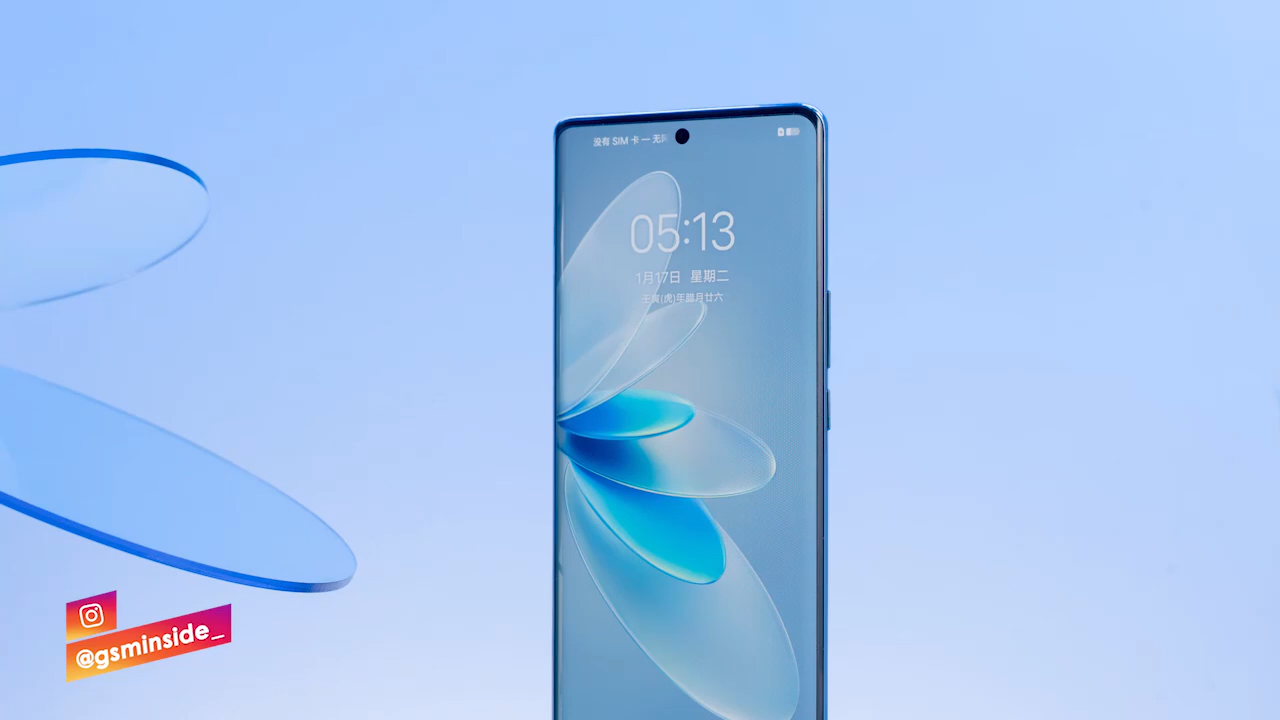 没有 SIM 卡 — 无
05:13
1月17日 星期二
壬寅(虎)年腊月廿六
@gsminside_